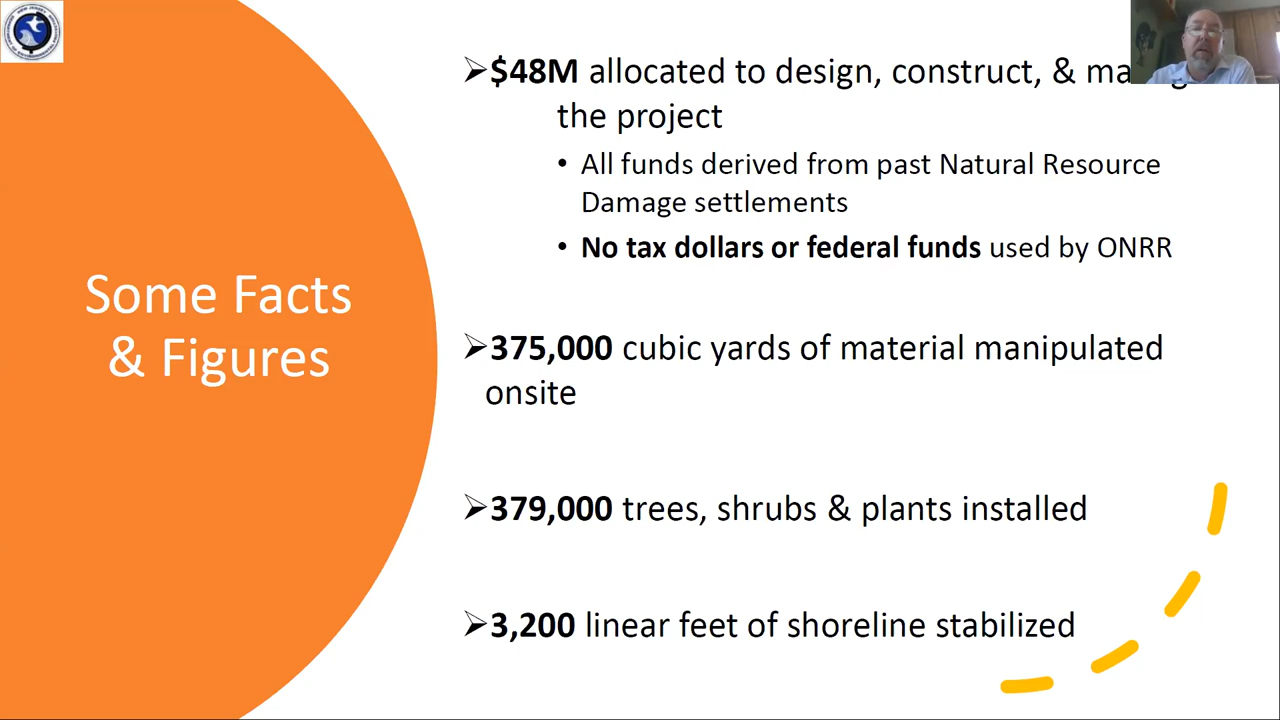 Some Facts
& Figures
➢$48M allocated to design, construct, &
the project
• All funds derived from past Natural Resource
Damage settlements
• No tax dollars or federal funds used by ONRR
➢375,000 cubic yards of material manipulated
onsite
➢379,000 trees, shrubs & plants installed
➢3,200 linear feet of shoreline stabilized